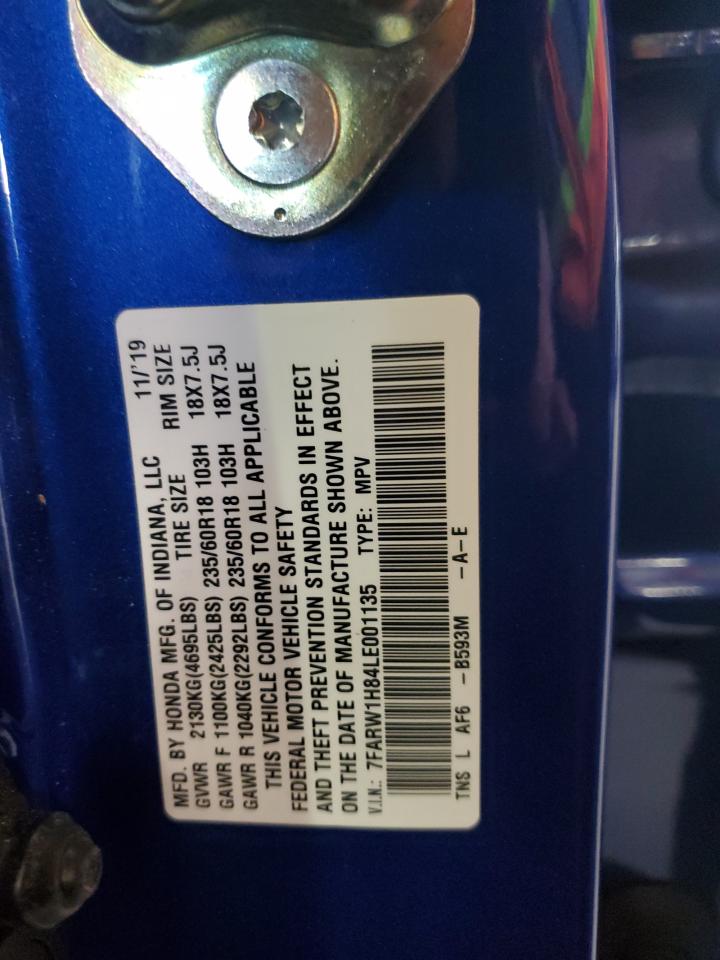 MFD. BY HONDA MFG. OF INDIANA, LLC 11/'19
TIRE SIZE RIM SIZE
GVWR 2130KG(4695LBS)
GAWR F 1100KG(2425LBS) 235/60R18 103H 18X7.5J
GAWR R 1040KG(2292LBS) 235/60R18 103H 18X7.5J
THIS VEHICLE CONFORMS TO ALL APPLICABLE
FEDERAL MOTOR VEHICLE SAFETY
AND THEFT PREVENTION STANDARDS IN EFFECT
ON THE DATE OF MANUFACTURE SHOWN ABOVE.
V.I.N.: 7FARW1H84LE001135 TYPE: MPV
TNS L AF6 -B593M -A-E